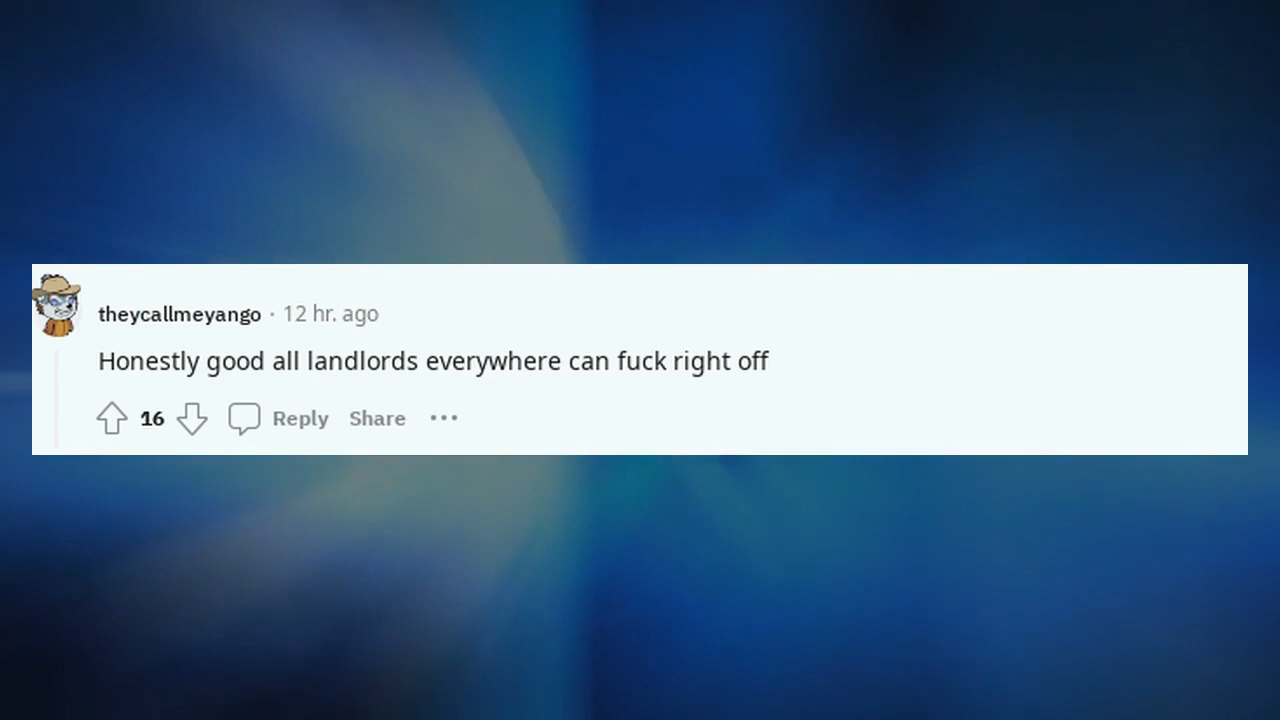 theycallmeyango · 12 hr. ago
Honestly good all landlords everywhere can fuck right off
16 Reply Share ···